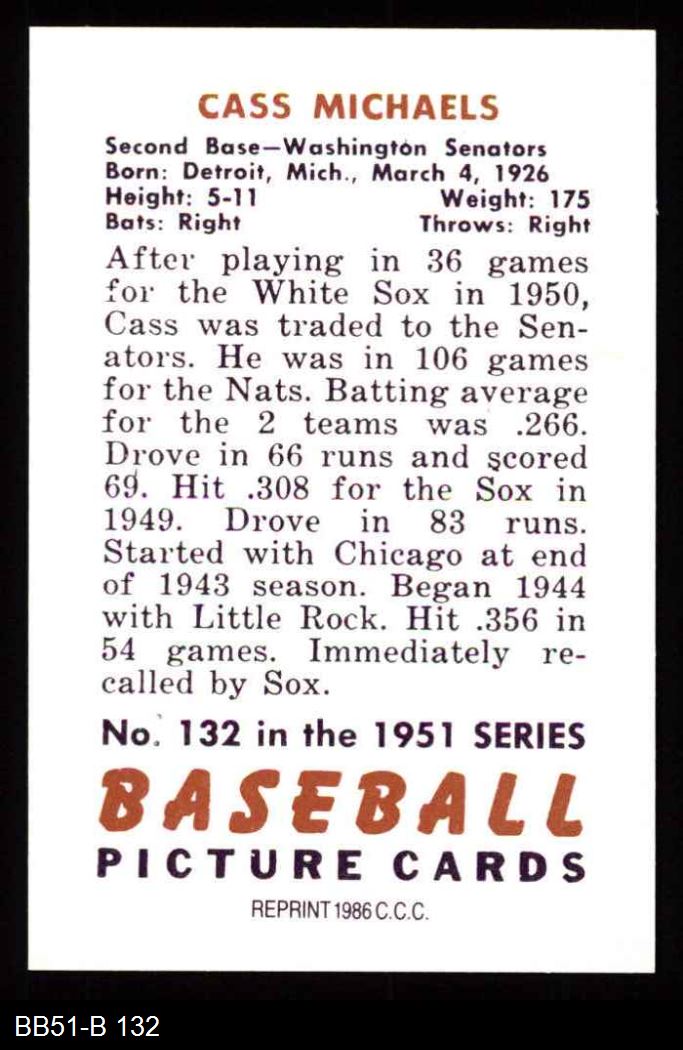 CASS MICHAELS
Second Base—Washington Senators
Born: Detroit, Mich., March 4, 1926
Height: 5-11 Weight: 175
Bats: Right Throws: Right
After playing in 36 games
for the White Sox in 1950,
Cass was traded to the Sen-
ators. He was in 106 games
for the Nats. Batting average
for the 2 teams was .266.
Drove in 66 runs and scored
69. Hit .308 for the Sox in
1949. Drove in 83 runs.
Started with Chicago at end
of 1943 season. Began 1944
with Little Rock. Hit .356 in
54 games. Immediately re-
called by Sox.
No. 132 in the 1951 SERIES
BASEBALL
PICTURE CARDS
REPRINT 1986 C.C.C.
BB51-B 132